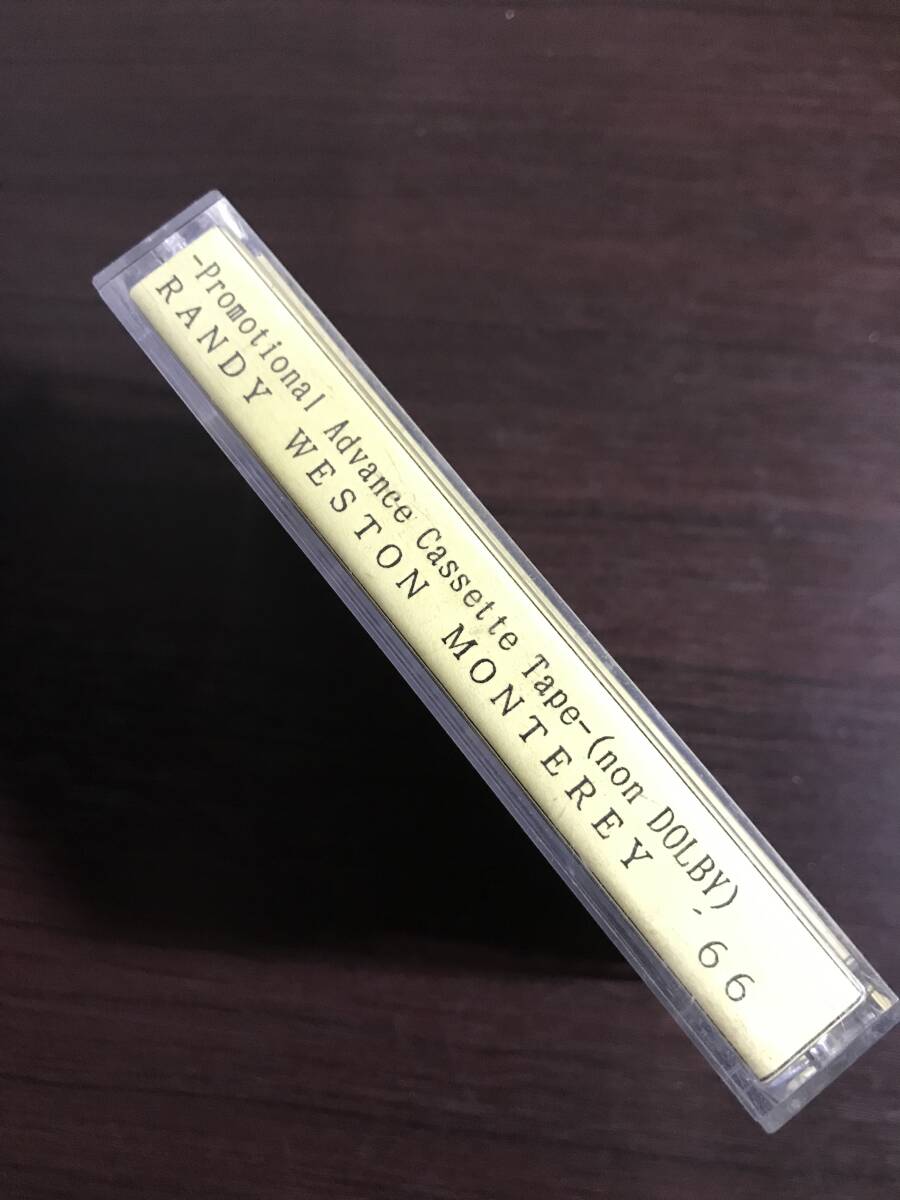 -Promotional Advance Cassette Tape-(non DOLBY)
RANDY WESTON MONTEREY '66